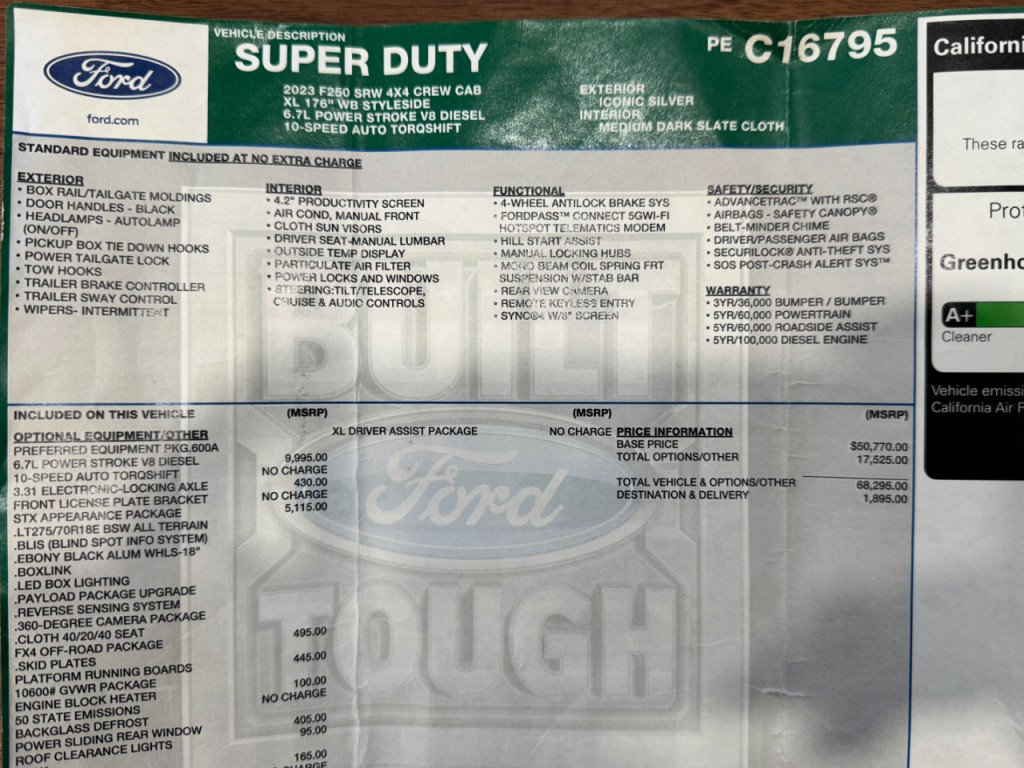 Ford
ford.com
VEHICLE DESCRIPTION
SUPER DUTY
PE C16795
2023 F250 SRW 4X4 CREW CAB
XL 176" WB STYLESIDE
6.7L POWER STROKE V8 DIESEL
10-SPEED AUTO TORQSHIFT
EXTERIOR
ICONIC SILVER
INTERIOR
MEDIUM DARK SLATE CLOTH
STANDARD EQUIPMENT INCLUDED AT NO EXTRA CHARGE
EXTERIOR
• BOX RAIL/TAILGATE MOLDINGS
• DOOR HANDLES - BLACK
• HEADLAMPS - AUTOLAMP
(ON/OFF)
• PICKUP BOX TIE DOWN HOOKS
• POWER TAILGATE LOCK
• TOW HOOKS
• TRAILER BRAKE CONTROLLER
• TRAILER SWAY CONTROL
• WIPERS- INTERMITTENT
INTERIOR
• 4.2" PRODUCTIVITY SCREEN
• AIR COND, MANUAL FRONT
• CLOTH SUN VISORS
• DRIVER SEAT-MANUAL LUMBAR
• OUTSIDE TEMP DISPLAY
• PARTICULATE AIR FILTER
• POWER LOCKS AND WINDOWS
• STEERING:TILT/TELESCOPE,
CRUISE & AUDIO CONTROLS
FUNCTIONAL
• 4-WHEEL ANTILOCK BRAKE SYS
• FORDPASS™ CONNECT 5GWI-FI
HOTSPOT TELEMATICS MODEM
• HILL START ASSIST
• MANUAL LOCKING HUBS
• MONO BEAM COIL SPRING FRT
SUSPENSION W/STAB BAR
• REAR VIEW CAMERA
• REMOTE KEYLESS ENTRY
• SYNC®4 W/8" SCREEN
SAFETY/SECURITY
• ADVANCETRAC™ WITH RSC®
• AIRBAGS - SAFETY CANOPY®
• BELT-MINDER CHIME
• DRIVER/PASSENGER AIR BAGS
• SECURILOCK® ANTI-THEFT SYS
• SOS POST-CRASH ALERT SYS™
WARRANTY
• 3YR/36,000 BUMPER / BUMPER
• 5YR/60,000 POWERTRAIN
• 5YR/60,000 ROADSIDE ASSIST
• 5YR/100,000 DIESEL ENGINE
BUILT
Ford
TOUGH
INCLUDED ON THIS VEHICLE (MSRP)
OPTIONAL EQUIPMENT/OTHER
PREFERRED EQUIPMENT PKG.600A
6.7L POWER STROKE V8 DIESEL 9,995.00
10-SPEED AUTO TORQSHIFT NO CHARGE
3.31 ELECTRONIC-LOCKING AXLE 430.00
FRONT LICENSE PLATE BRACKET NO CHARGE
STX APPEARANCE PACKAGE 5,115.00
.LT275/70R18E BSW ALL TERRAIN
.BLIS (BLIND SPOT INFO SYSTEM)
.EBONY BLACK ALUM WHLS-18"
.BOXLINK
.LED BOX LIGHTING
.PAYLOAD PACKAGE UPGRADE
.REVERSE SENSING SYSTEM
.360-DEGREE CAMERA PACKAGE
.CLOTH 40/20/40 SEAT
FX4 OFF-ROAD PACKAGE 495.00
.SKID PLATES
PLATFORM RUNNING BOARDS 445.00
10600# GVWR PACKAGE
ENGINE BLOCK HEATER 100.00
50 STATE EMISSIONS NO CHARGE
BACKGLASS DEFROST
POWER SLIDING REAR WINDOW 405.00
ROOF CLEARANCE LIGHTS 95.00
165.00
CHARGE
(MSRP)
XL DRIVER ASSIST PACKAGE NO CHARGE
PRICE INFORMATION (MSRP)
BASE PRICE $50,770.00
TOTAL OPTIONS/OTHER 17,525.00
TOTAL VEHICLE & OPTIONS/OTHER 68,295.00
DESTINATION & DELIVERY 1,895.00
Californi
These ra
Prot
Greenho
A+
Cleaner
Vehicle emissi
California Air R